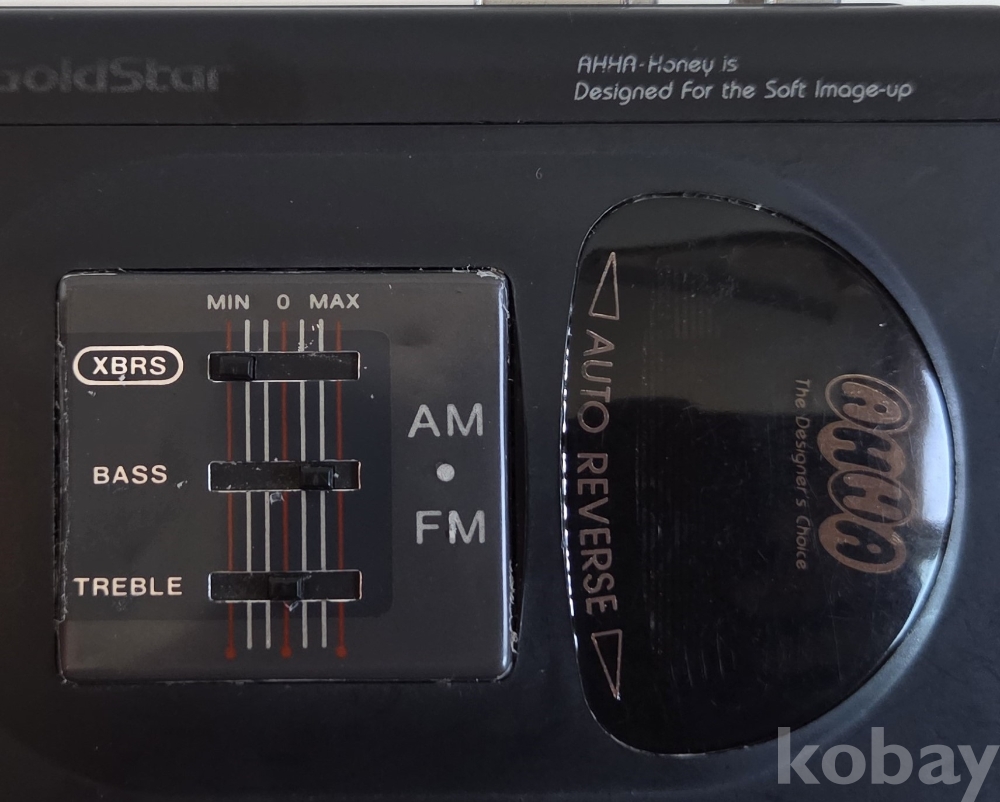 GoldStar
AHHA-Honey is
Designed For the Soft Image-up
6
MIN 0 MAX
XBRS
BASS
TREBLE
AM
FM
AUTO REVERSE
AHHA
The Designer's Choice
kobay